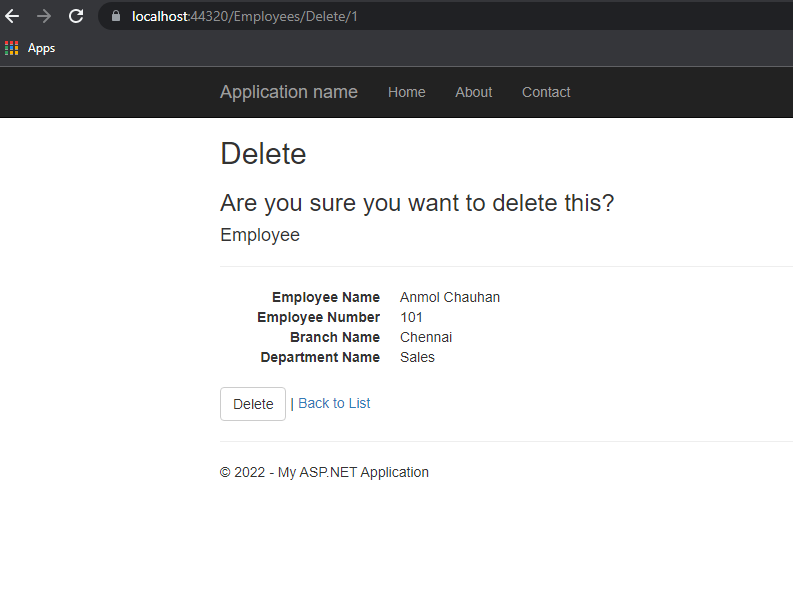 localhost:44320/Employees/Delete/1
Apps
Application name Home About Contact
Delete
Are you sure you want to delete this?
Employee
Employee Name Anmol Chauhan
Employee Number 101
Branch Name Chennai
Department Name Sales
Delete | Back to List
© 2022 - My ASP.NET Application